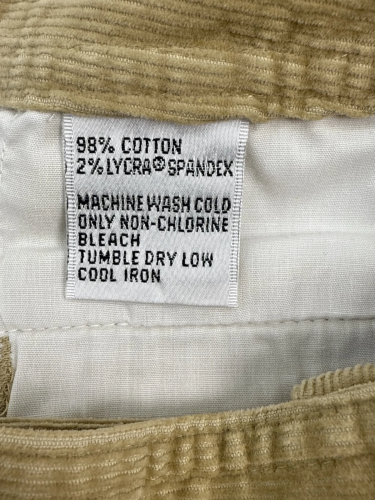 98% COTTON
2% LYCRA® SPANDEX
MACHINE WASH COLD
ONLY NON-CHLORINE
BLEACH
TUMBLE DRY LOW
COOL IRON